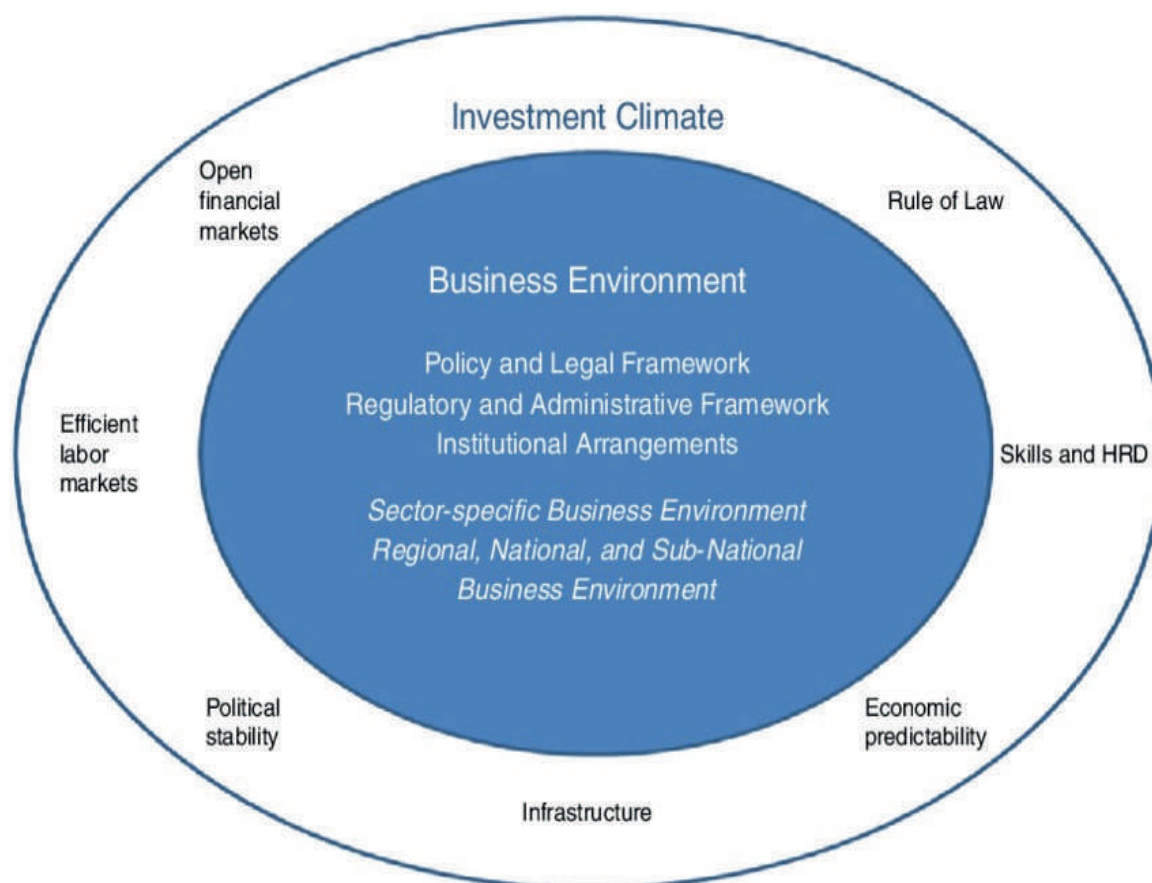 Investment Climate
Open
financial
markets
Rule of Law
Business Environment
Policy and Legal Framework
Regulatory and Administrative Framework
Institutional Arrangements
Efficient
labor
markets
Skills and HRD
Sector-specific Business Environment
Regional, National, and Sub-National
Business Environment
Political
stability
Economic
predictability
Infrastructure